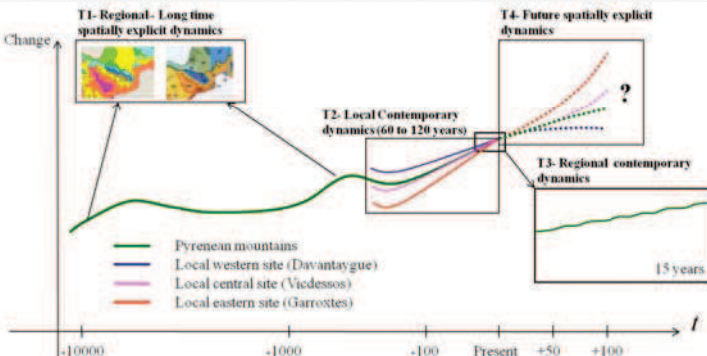 T1- Regional- Long time
spatially explicit dynamics
T4- Future spatially explicit
dynamics
Change
?
T2- Local Contemporary
dynamics (60 to 120 years)
T3- Regional contemporary
dynamics
15 years
Pyrenean mountains
Local western site (Davantaygue)
Local central site (Vicdessos)
Local eastern site (Garroxtes)
t
-10000 -1000 -100 Present +50 +100